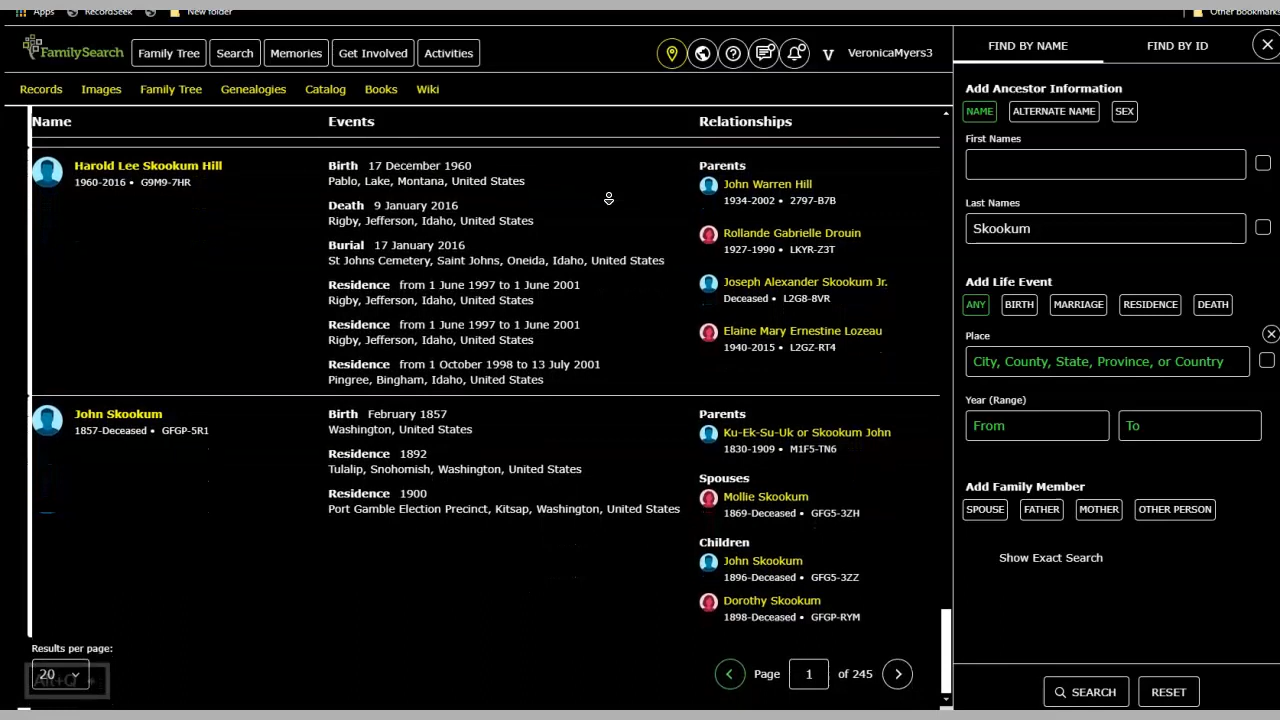 Apps RecordSeek New folder Other bookmarks
FamilySearch Family Tree Search Memories Get Involved Activities V VeronicaMyers3
Records Images Family Tree Genealogies Catalog Books Wiki
Name Events Relationships
Harold Lee Skookum Hill
1960-2016 • G9M9-7HR
Birth 17 December 1960
Pablo, Lake, Montana, United States
Death 9 January 2016
Rigby, Jefferson, Idaho, United States
Burial 17 January 2016
St Johns Cemetery, Saint Johns, Oneida, Idaho, United States
Residence from 1 June 1997 to 1 June 2001
Rigby, Jefferson, Idaho, United States
Residence from 1 June 1997 to 1 June 2001
Rigby, Jefferson, Idaho, United States
Residence from 1 October 1998 to 13 July 2001
Pingree, Bingham, Idaho, United States
Parents
John Warren Hill
1934-2002 • 2797-B7B
Rollande Gabrielle Drouin
1927-1990 • LKYR-Z3T
Joseph Alexander Skookum Jr.
Deceased • L2G8-8VR
Elaine Mary Ernestine Lozeau
1940-2015 • L2GZ-RT4
John Skookum
1857-Deceased • GFGP-5R1
Birth February 1857
Washington, United States
Residence 1892
Tulalip, Snohomish, Washington, United States
Residence 1900
Port Gamble Election Precinct, Kitsap, Washington, United States
Parents
Ku-Ek-Su-Uk or Skookum John
1830-1909 • M1F5-TN6
Spouses
Mollie Skookum
1869-Deceased • GFG5-3ZH
Children
John Skookum
1896-Deceased • GFG5-3ZZ
Dorothy Skookum
1898-Deceased • GFGP-RYM
Results per page:
20
Alt+Q
Page 1 of 245
FIND BY NAME FIND BY ID
Add Ancestor Information
NAME ALTERNATE NAME SEX
First Names
Last Names
Skookum
Add Life Event
ANY BIRTH MARRIAGE RESIDENCE DEATH
Place
City, County, State, Province, or Country
Year (Range)
From To
Add Family Member
SPOUSE FATHER MOTHER OTHER PERSON
Show Exact Search
SEARCH RESET